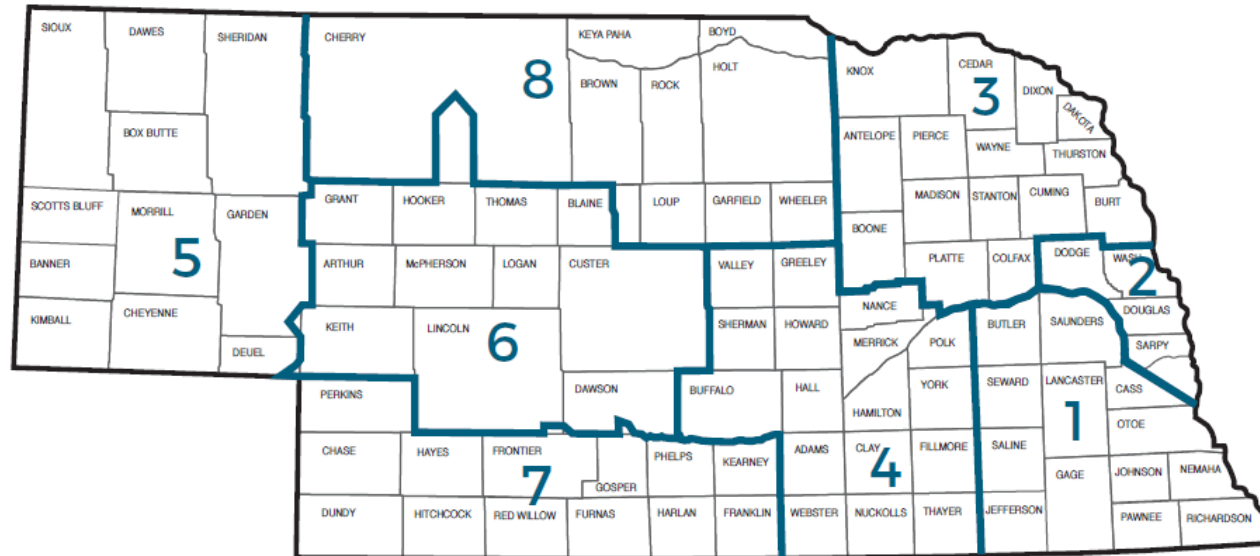 SIOUX
DAWES
SHERIDAN
CHERRY
KEYA PAHA
BOYD
8
HOLT
BROWN
ROCK
KNOX
CEDAR
3
DIXON
DAKOTA
BOX BUTTE
ANTELOPE
PIERCE
WAYNE
THURSTON
SCOTTS BLUFF
MORRILL
GARDEN
GRANT
HOOKER
THOMAS
BLAINE
LOUP
GARFIELD
WHEELER
MADISON
STANTON
CUMING
BURT
5
BOONE
BANNER
ARTHUR
McPHERSON
LOGAN
CUSTER
VALLEY
GREELEY
PLATTE
COLFAX
DODGE
WASH
2
KIMBALL
CHEYENNE
DEUEL
KEITH
LINCOLN
6
SHERMAN
HOWARD
NANCE
MERRICK
POLK
BUTLER
SAUNDERS
DOUGLAS
SARPY
PERKINS
DAWSON
BUFFALO
HALL
HAMILTON
YORK
SEWARD
LANCASTER
1
CASS
OTOE
CHASE
HAYES
FRONTIER
7
GOSPER
PHELPS
KEARNEY
ADAMS
CLAY
4
FILLMORE
SALINE
GAGE
JOHNSON
NEMAHA
DUNDY
HITCHCOCK
RED WILLOW
FURNAS
HARLAN
FRANKLIN
WEBSTER
NUCKOLLS
THAYER
JEFFERSON
PAWNEE
RICHARDSON